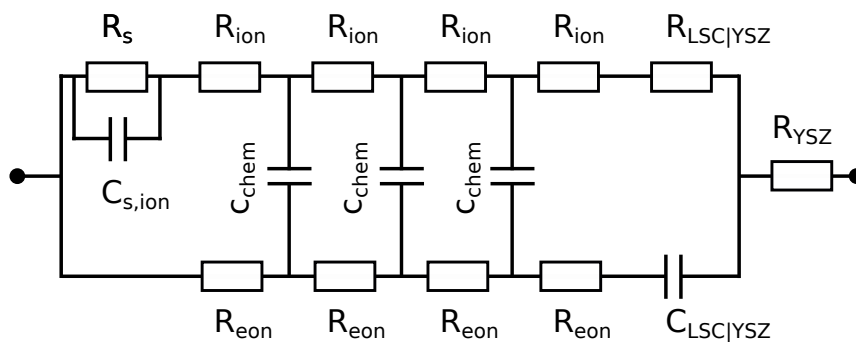 Rs
Rion
Rion
Rion
Rion
RLSC|YSZ
RYSZ
Cs,ion
Cchem
Cchem
Cchem
Reon
Reon
Reon
Reon
CLSC|YSZ